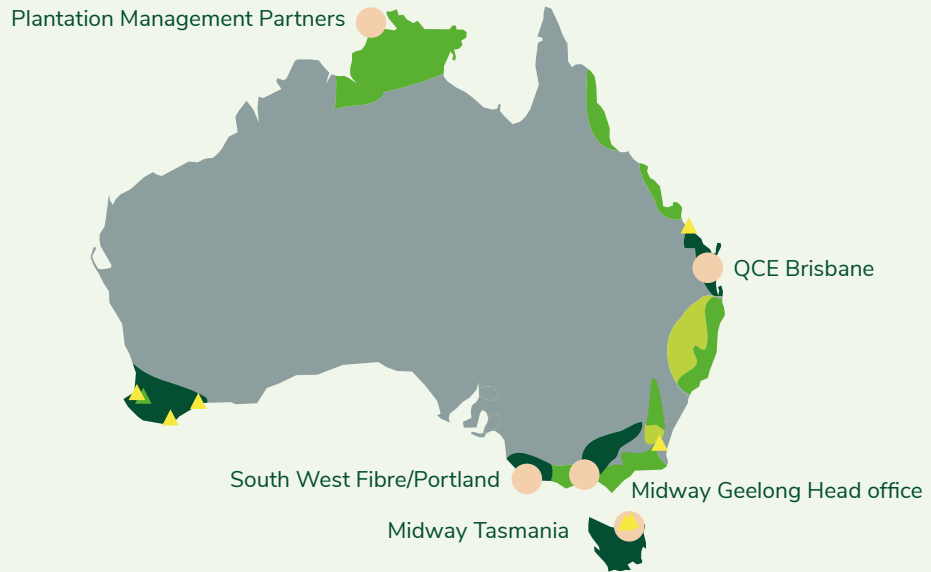 Plantation Management Partners
QCE Brisbane
South West Fibre/Portland
Midway Geelong Head office
Midway Tasmania